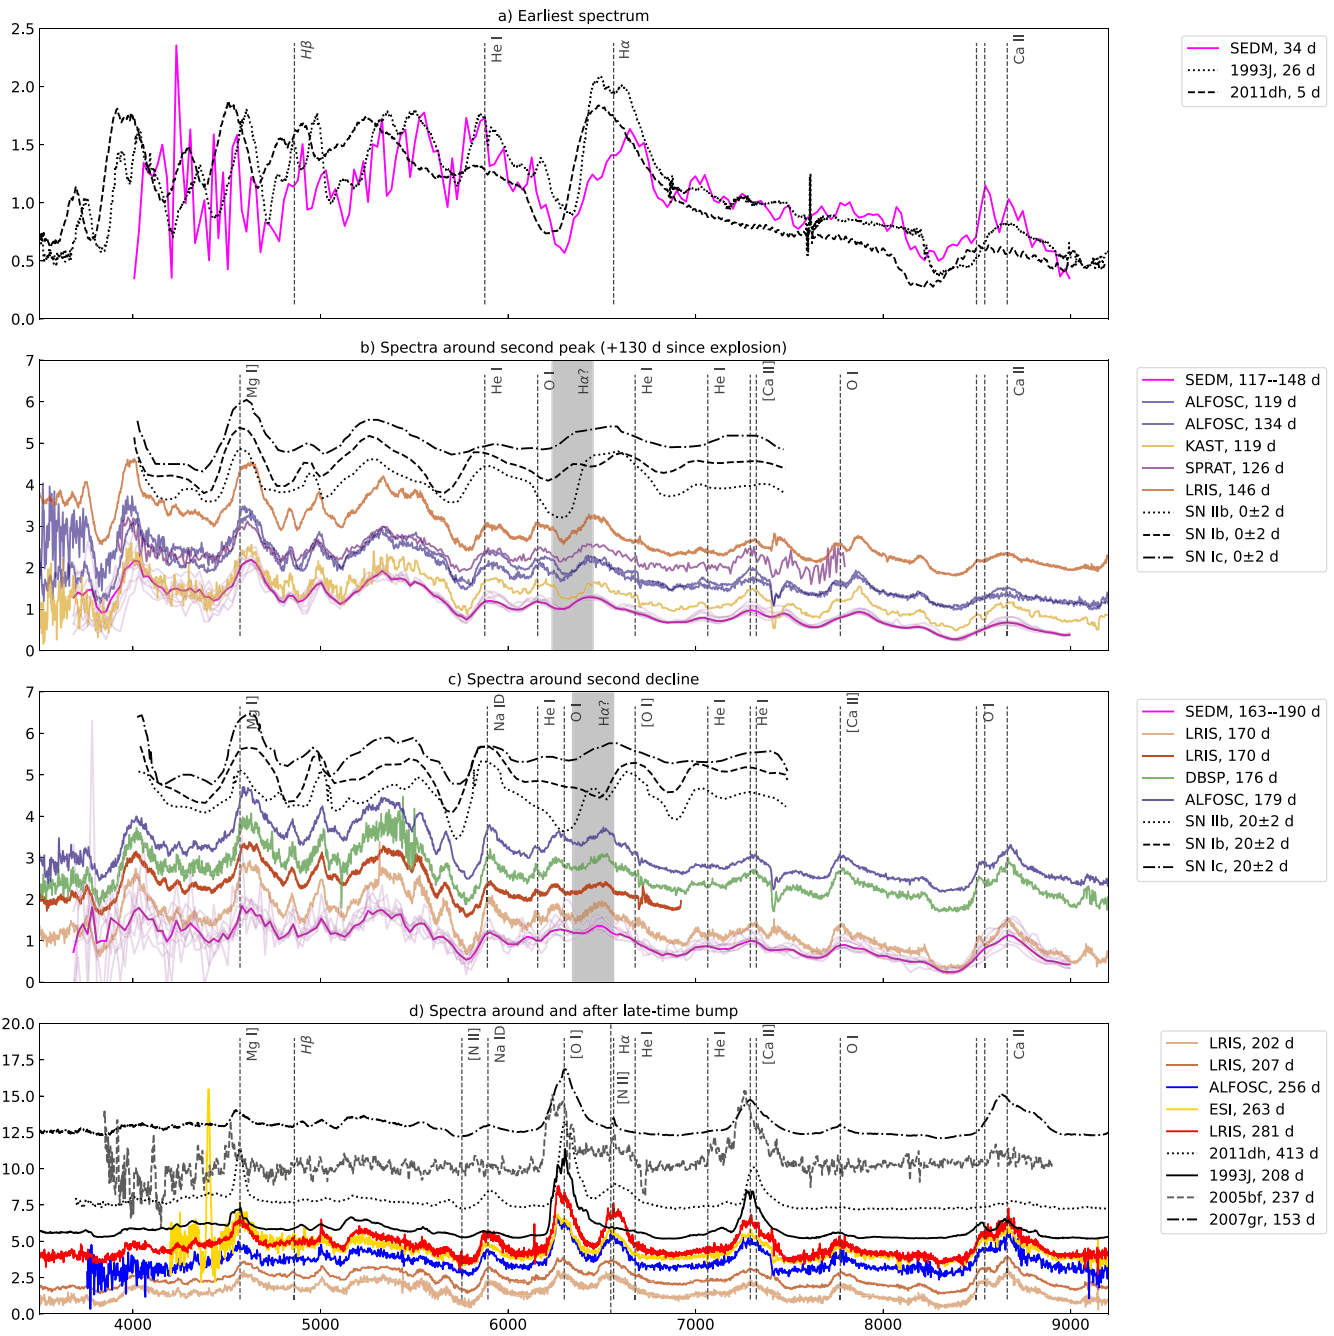 a) Earliest spectrum
2.5
2.0
1.5
1.0
0.5
0.0
Hβ
He I
Hα
Ca II
SEDM, 34 d
1993J, 26 d
2011dh, 5 d
b) Spectra around second peak (+130 d since explosion)
7
6
5
4
3
2
1
0
Mg I]
He I
O I
Hα?
He I
He I
[Ca II]
O I
Ca II
SEDM, 117--148 d
ALFOSC, 119 d
ALFOSC, 134 d
KAST, 119 d
SPRAT, 126 d
LRIS, 146 d
SN IIb, 0±2 d
SN Ib, 0±2 d
SN Ic, 0±2 d
c) Spectra around second decline
7
6
5
4
3
2
1
0
Mg I]
Na ID
He I
O I
Hα?
[O I]
He I
He I
[Ca II]
O I
SEDM, 163--190 d
LRIS, 170 d
LRIS, 170 d
DBSP, 176 d
ALFOSC, 179 d
SN IIb, 20±2 d
SN Ib, 20±2 d
SN Ic, 20±2 d
d) Spectra around and after late-time bump
20.0
17.5
15.0
12.5
10.0
7.5
5.0
2.5
0.0
Mg I]
Hβ
[N II]
Na ID
[O I]
Hα
[N II]
He I
He I
[Ca II]
O I
Ca II
LRIS, 202 d
LRIS, 207 d
ALFOSC, 256 d
ESI, 263 d
LRIS, 281 d
2011dh, 413 d
1993J, 208 d
2005bf, 237 d
2007gr, 153 d
4000
5000
6000
7000
8000
9000